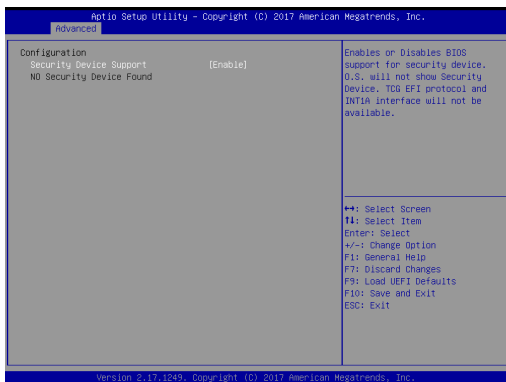 Aptio Setup Utility – Copyright (C) 2017 American Megatrends, Inc.
Advanced
Configuration
Security Device Support [Enable]
NO Security Device Found
Enables or Disables BIOS
support for security device.
O.S. will not show Security
Device. TCG EFI protocol and
INT1A interface will not be
available.
↔: Select Screen
↑↓: Select Item
Enter: Select
+/-: Change Option
F1: General Help
F7: Discard Changes
F9: Load UEFI Defaults
F10: Save and Exit
ESC: Exit
Version 2.17.1249. Copyright (C) 2017 American Megatrends, Inc.